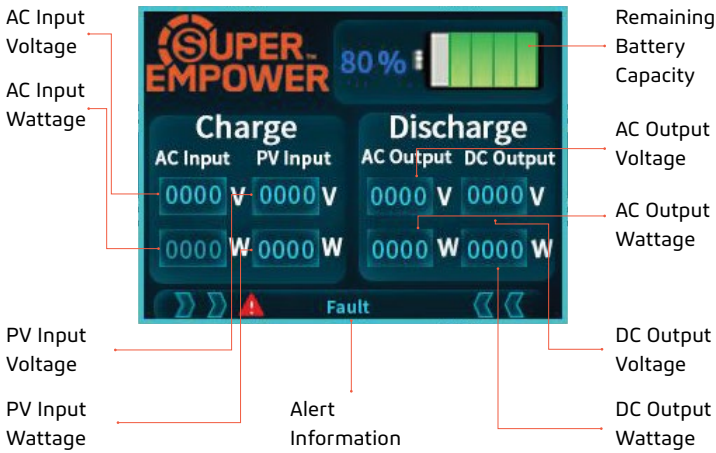 AC Input
Voltage
AC Input
Wattage
SUPER™
EMPOWER
80%
Remaining
Battery
Capacity
Charge
Discharge
AC Input PV Input
AC Output DC Output
0000 V 0000 V
0000 V 0000 V
0000 W 0000 W
0000 W 0000 W
Fault
AC Output
Voltage
AC Output
Wattage
PV Input
Voltage
PV Input
Wattage
Alert
Information
DC Output
Voltage
DC Output
Wattage